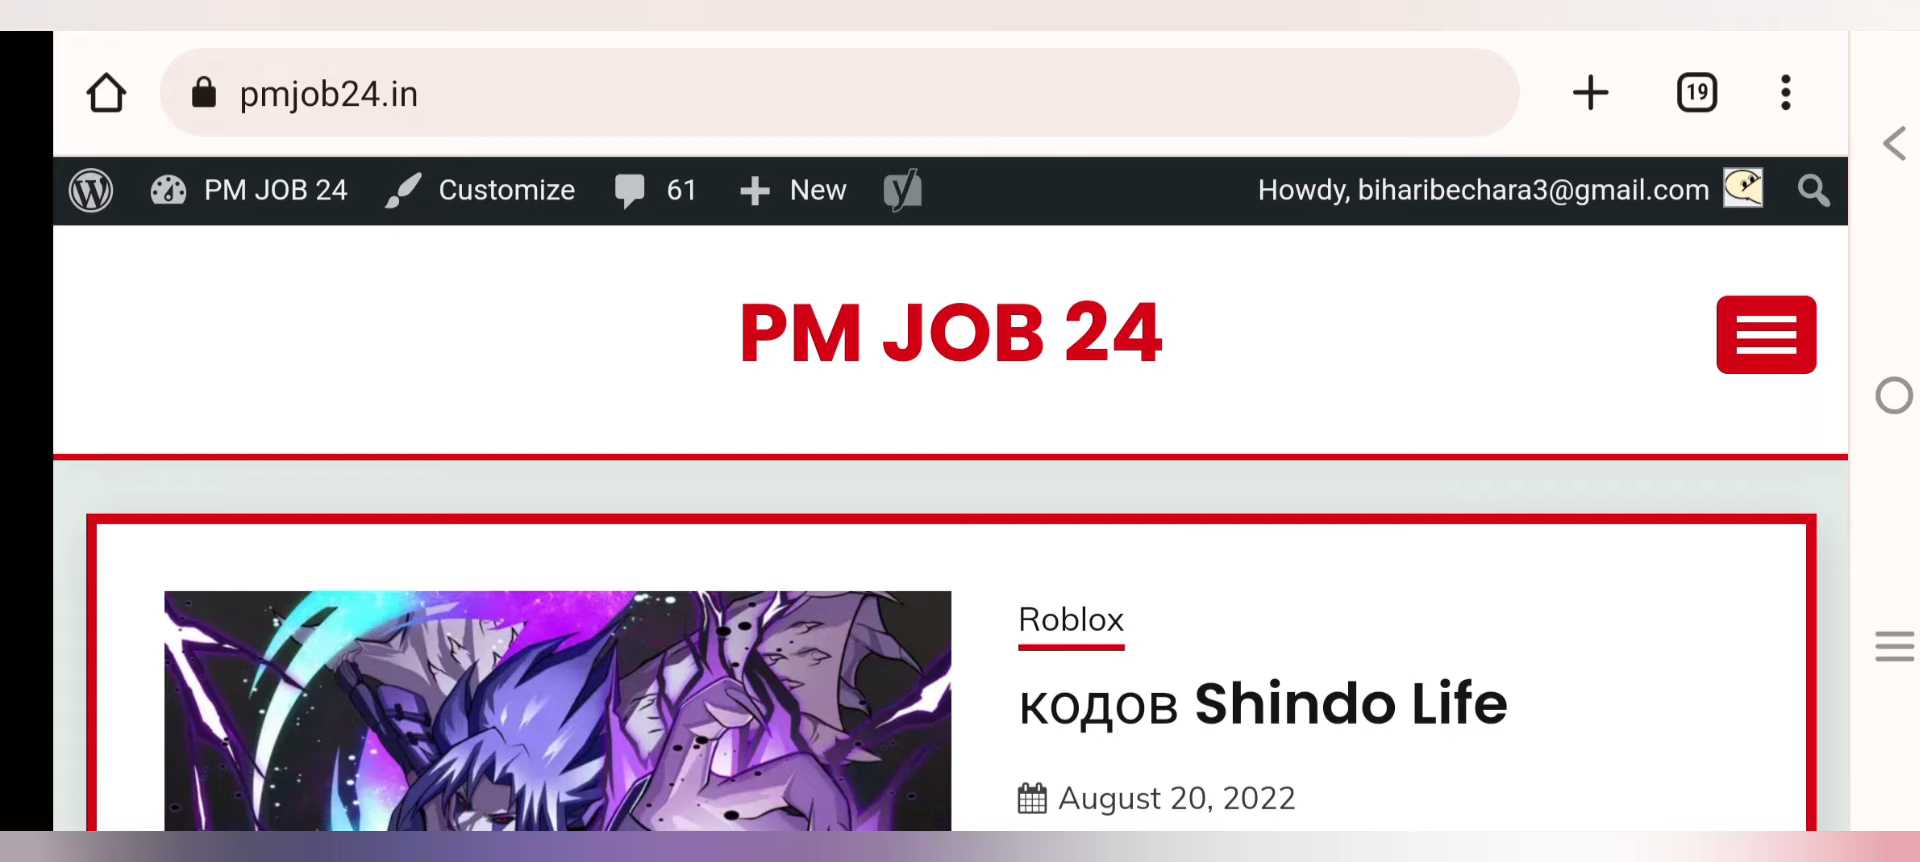 pmjob24.in
19
PM JOB 24
Customize
61
New
Howdy, biharibechara3@gmail.com
PM JOB 24
Roblox
кодов Shindo Life
August 20, 2022